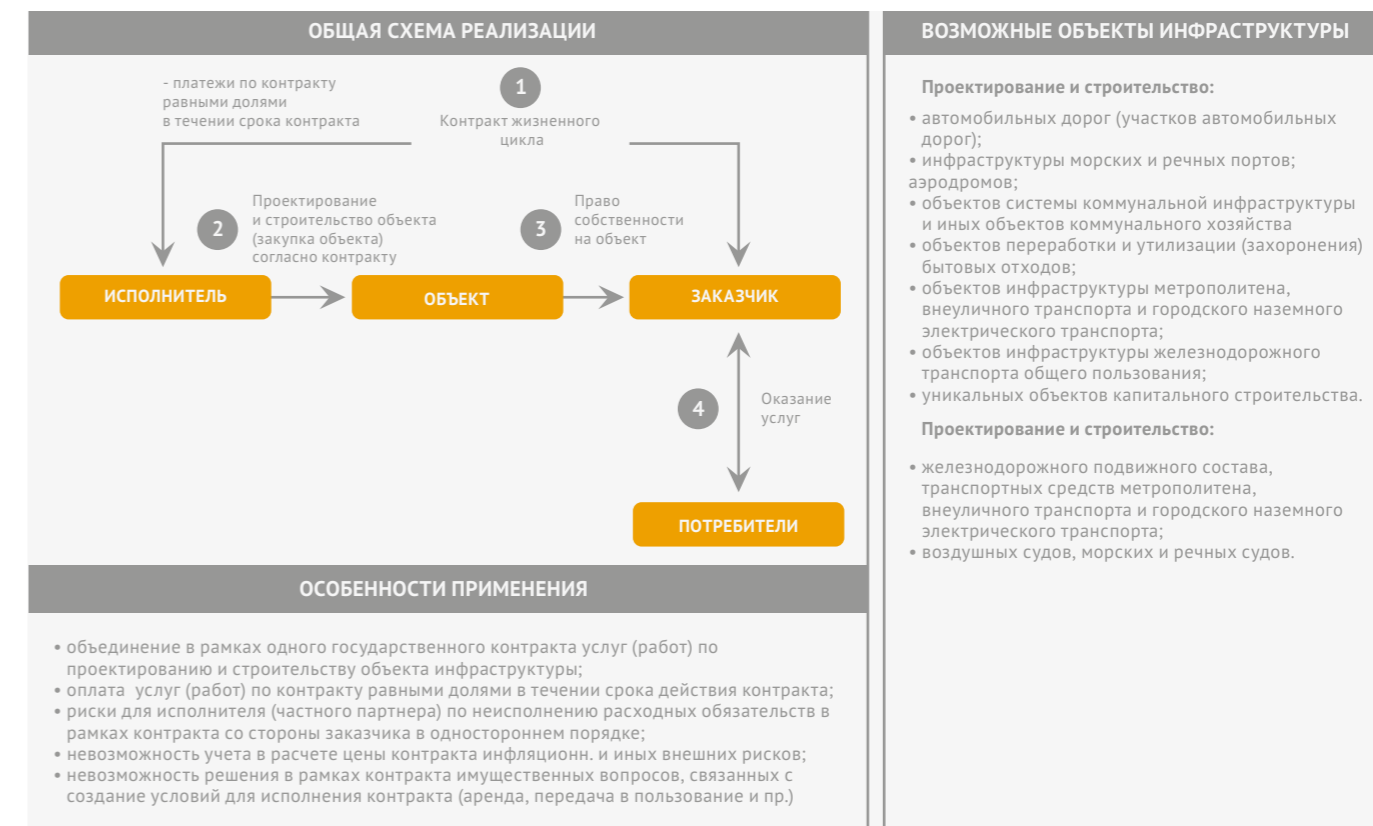 ОБЩАЯ СХЕМА РЕАЛИЗАЦИИ
- платежи по контракту
равными долями
в течении срока контракта
1
Контракт жизненного
цикла
2
Проектирование
и строительство объекта
(закупка объекта)
согласно контракту
3
Право
собственности
на объект
ИСПОЛНИТЕЛЬ
ОБЪЕКТ
ЗАКАЗЧИК
4
Оказание
услуг
ПОТРЕБИТЕЛИ
ОСОБЕННОСТИ ПРИМЕНЕНИЯ
• объединение в рамках одного государственного контракта услуг (работ) по
проектированию и строительству объекта инфраструктуры;
• оплата услуг (работ) по контракту равными долями в течении срока действия контракта;
• риски для исполнителя (частного партнера) по неисполнению расходных обязательств в
рамках контракта со стороны заказчика в одностороннем порядке;
• невозможность учета в расчете цены контракта инфляционн. и иных внешних рисков;
• невозможность решения в рамках контракта имущественных вопросов, связанных с
создание условий для исполнения контракта (аренда, передача в пользование и пр.)
ВОЗМОЖНЫЕ ОБЪЕКТЫ ИНФРАСТРУКТУРЫ
Проектирование и строительство:
• автомобильных дорог (участков автомобильных
дорог);
• инфраструктуры морских и речных портов;
аэродромов;
• объектов системы коммунальной инфраструктуры
и иных объектов коммунального хозяйства
• объектов переработки и утилизации (захоронения)
бытовых отходов;
• объектов инфраструктуры метрополитена,
внеуличного транспорта и городского наземного
электрического транспорта;
• объектов инфраструктуры железнодорожного
транспорта общего пользования;
• уникальных объектов капитального строительства.
Проектирование и строительство:
• железнодорожного подвижного состава,
транспортных средств метрополитена,
внеуличного транспорта и городского наземного
электрического транспорта;
• воздушных судов, морских и речных судов.